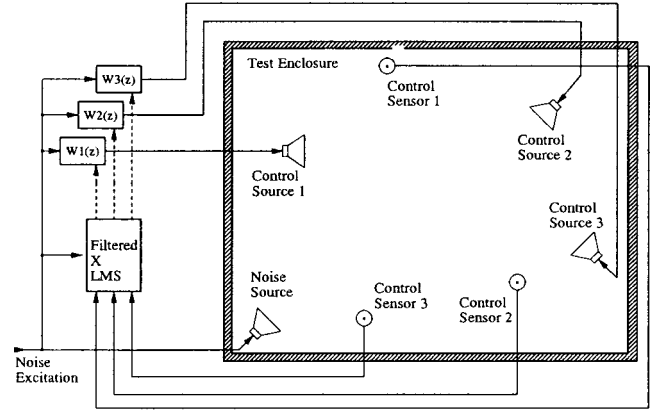 Test Enclosure
W3(z)
Control
Sensor 1
W2(z)
Control
Source 2
W1(z)
Control
Source 1
Control
Source 3
Filtered
X
LMS
Noise
Source
Control
Sensor 3
Control
Sensor 2
Noise
Excitation